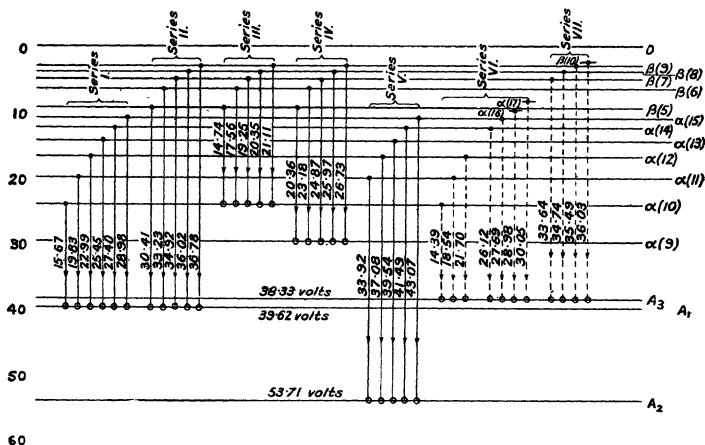 Series I.
Series II.
Series III.
Series IV.
Series V.
Series VI.
Series VII.
0
10
20
30
40
50
60
0
β(9)
β(8)
β(7)
β(6)
β(5)
α(15)
α(14)
α(13)
α(12)
α(11)
α(10)
α(9)
A3
A1
A2
β(10)
α(17)
α(16)
15.67
19.83
22.99
25.45
27.40
28.98
30.41
33.23
34.92
36.02
36.78
14.74
17.56
19.25
20.35
21.11
20.36
23.18
24.87
25.97
26.73
33.92
37.08
39.54
41.49
43.07
14.39
18.54
21.70
26.12
27.69
28.98
30.05
33.64
34.74
35.49
36.03
38.33 volts
39.62 volts
53.71 volts